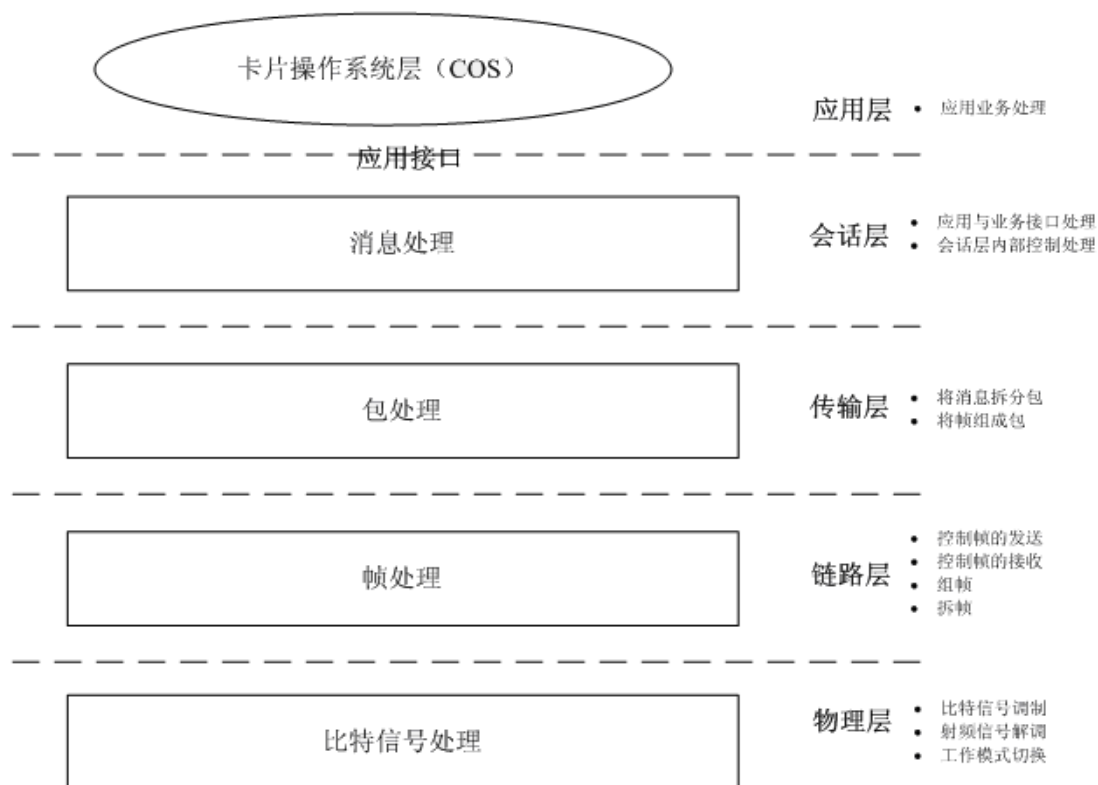 卡片操作系统层（COS）
应用层
• 应用业务处理
应用接口
消息处理
会话层
• 应用与业务接口处理
• 会话层内部控制处理
包处理
传输层
• 将消息拆分包
• 将帧组成包
帧处理
链路层
• 控制帧的发送
• 控制帧的接收
• 组帧
• 拆帧
比特信号处理
物理层
• 比特信号调制
• 射频信号解调
• 工作模式切换